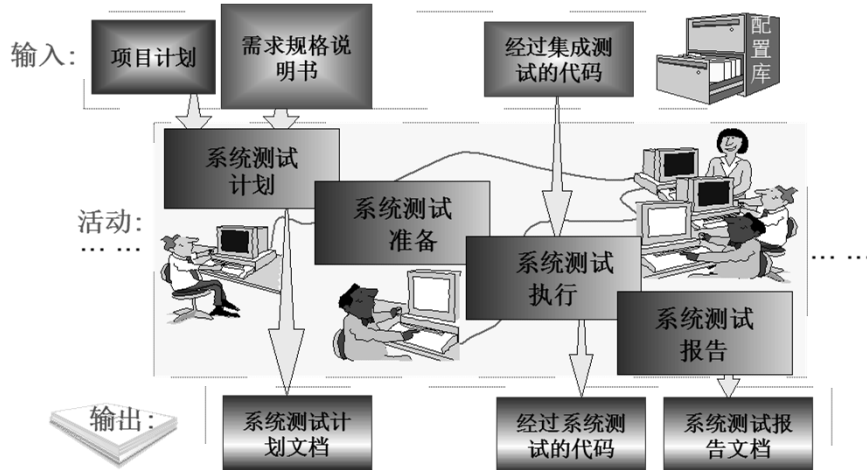 输入:
项目计划
需求规格说
明书
经过集成测
试的代码
配
置
库
系统测试
计划
活动:
... ...
系统测试
准备
系统测试
执行
... ...
系统测试
报告
输出:
系统测试计
划文档
经过系统测
试的代码
系统测试报
告文档